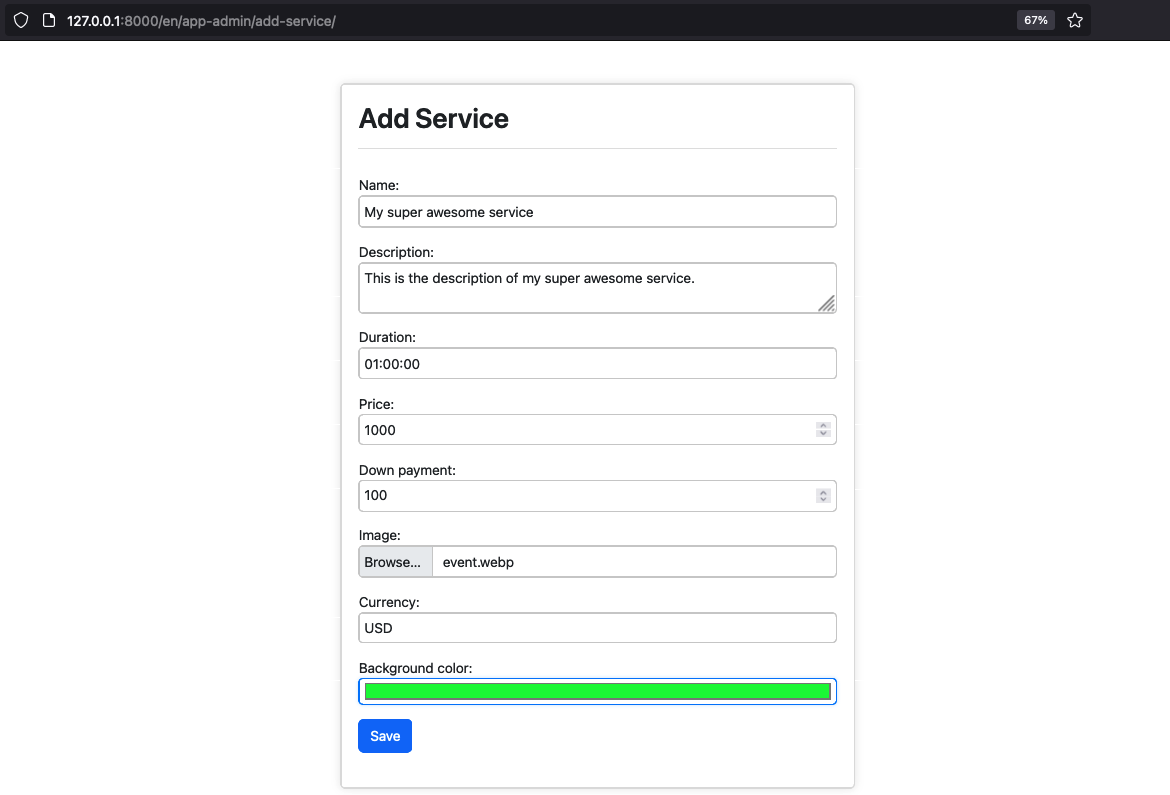 127.0.0.1:8000/en/app-admin/add-service/ 67%
Add Service
Name:
My super awesome service
Description:
This is the description of my super awesome service.
Duration:
01:00:00
Price:
1000
Down payment:
100
Image:
Browse... event.webp
Currency:
USD
Background color:
Save